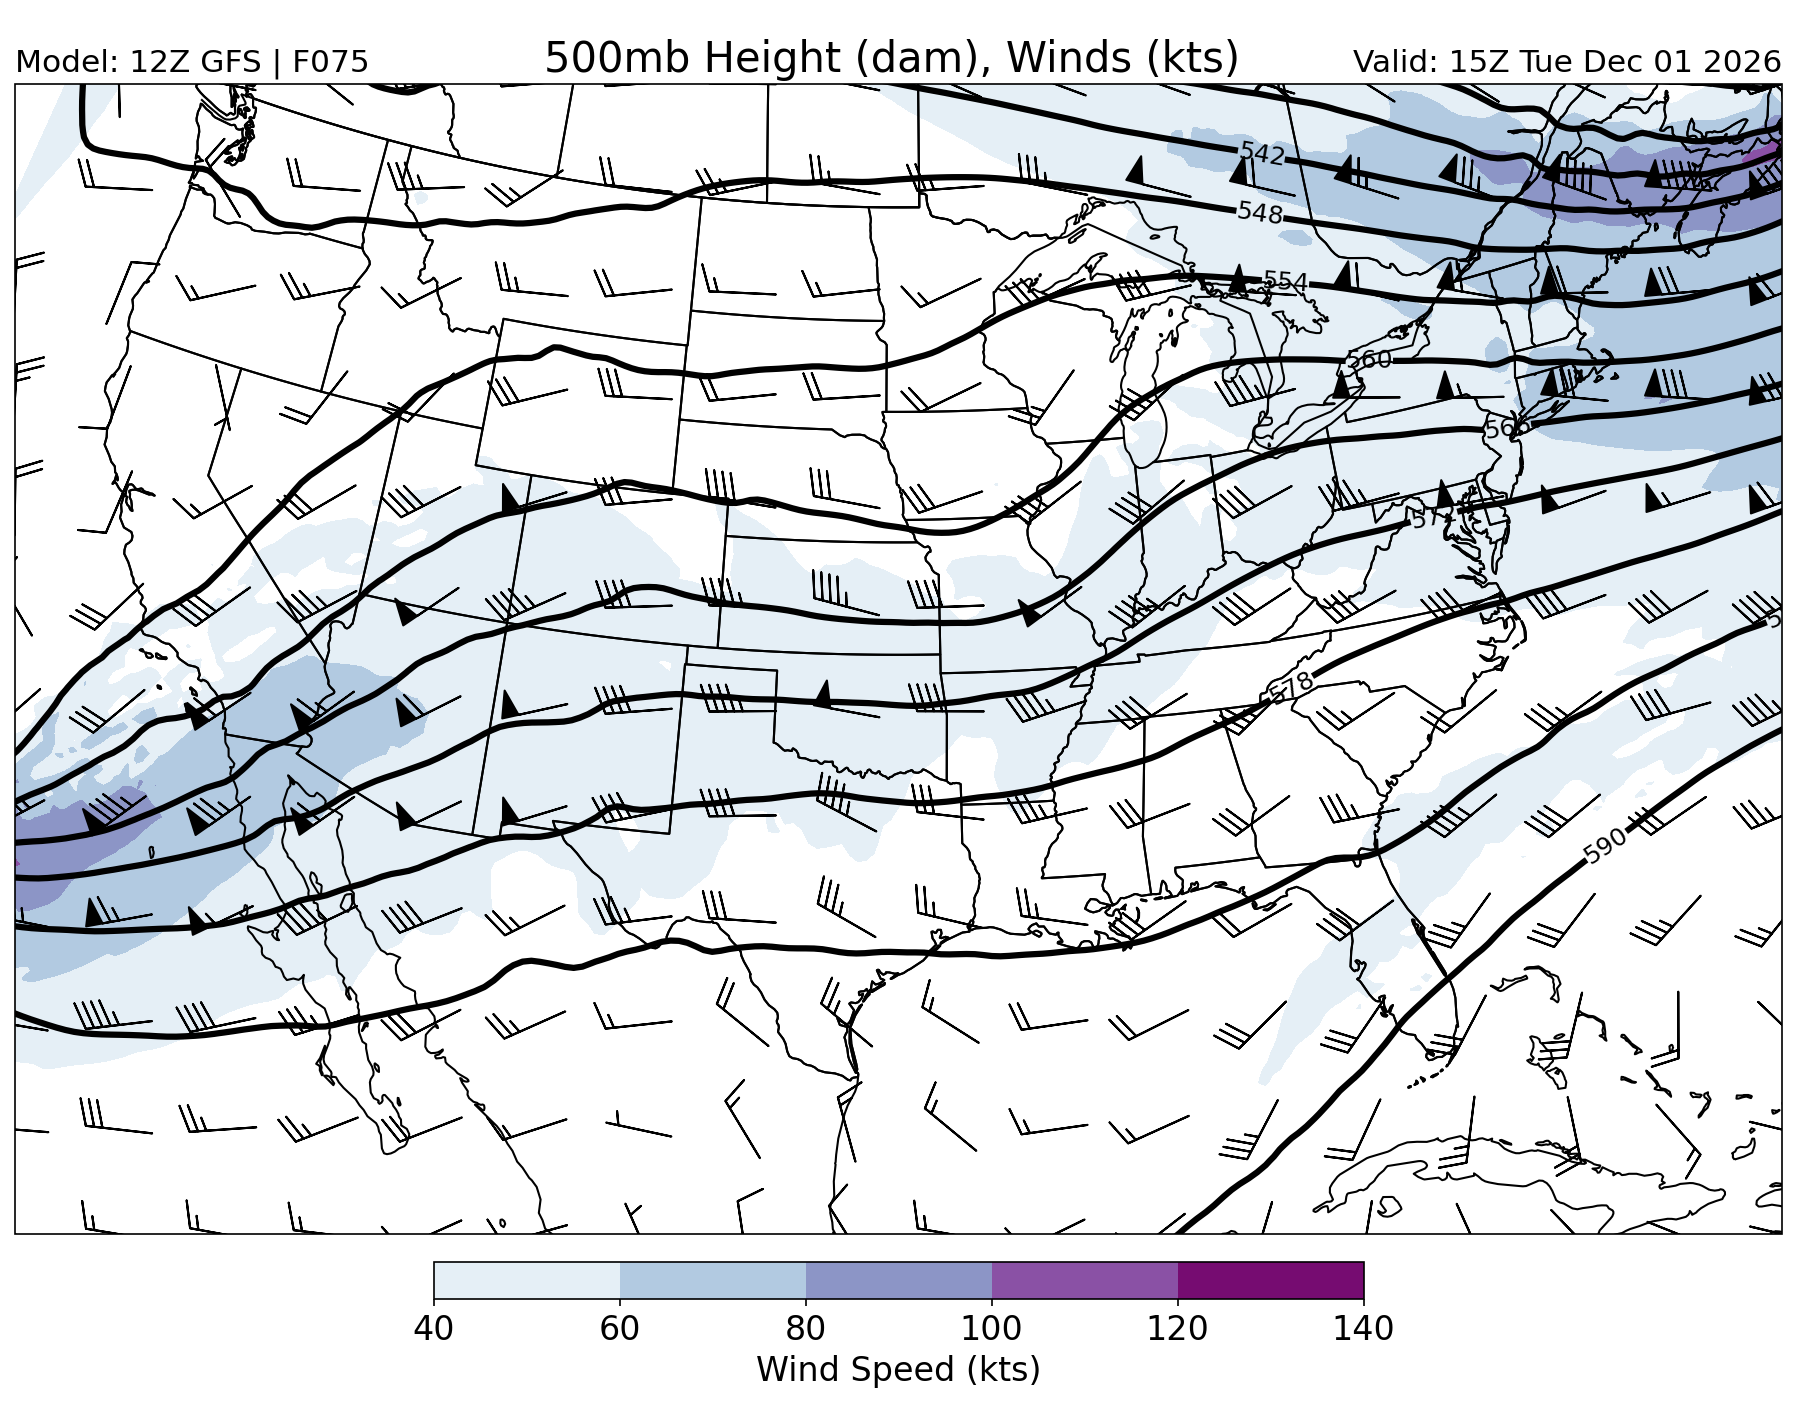 Model: 12Z GFS | F075
500mb Height (dam), Winds (kts)
Valid: 15Z Tue Dec 01 2026
542
548
554
560
566
578
590
40 60 80 100 120 140
Wind Speed (kts)